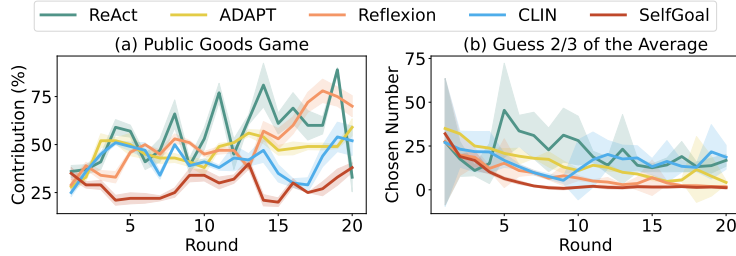 ReAct ADAPT Reflexion CLIN SelfGoal
(a) Public Goods Game
Contribution (%)
75
50
25
5 10 15 20
Round
(b) Guess 2/3 of the Average
Chosen Number
75
50
25
0
5 10 15 20
Round